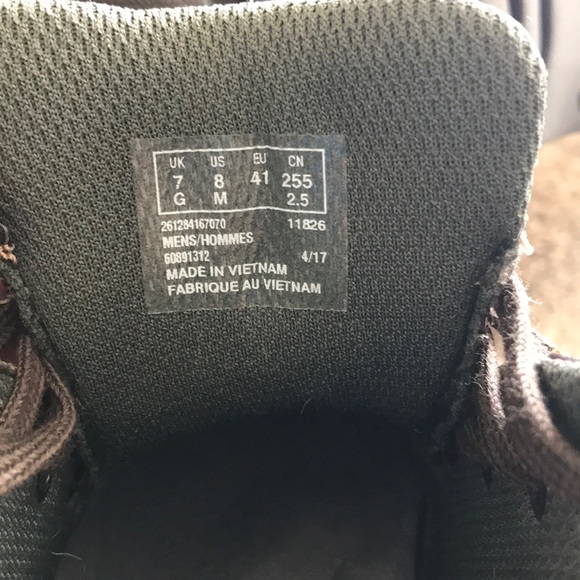 UK US EU CN
7 8 41 255
G M 2.5
261284167070 11826
MENS/HOMMES
60891312 4/17
MADE IN VIETNAM
FABRIQUE AU VIETNAM